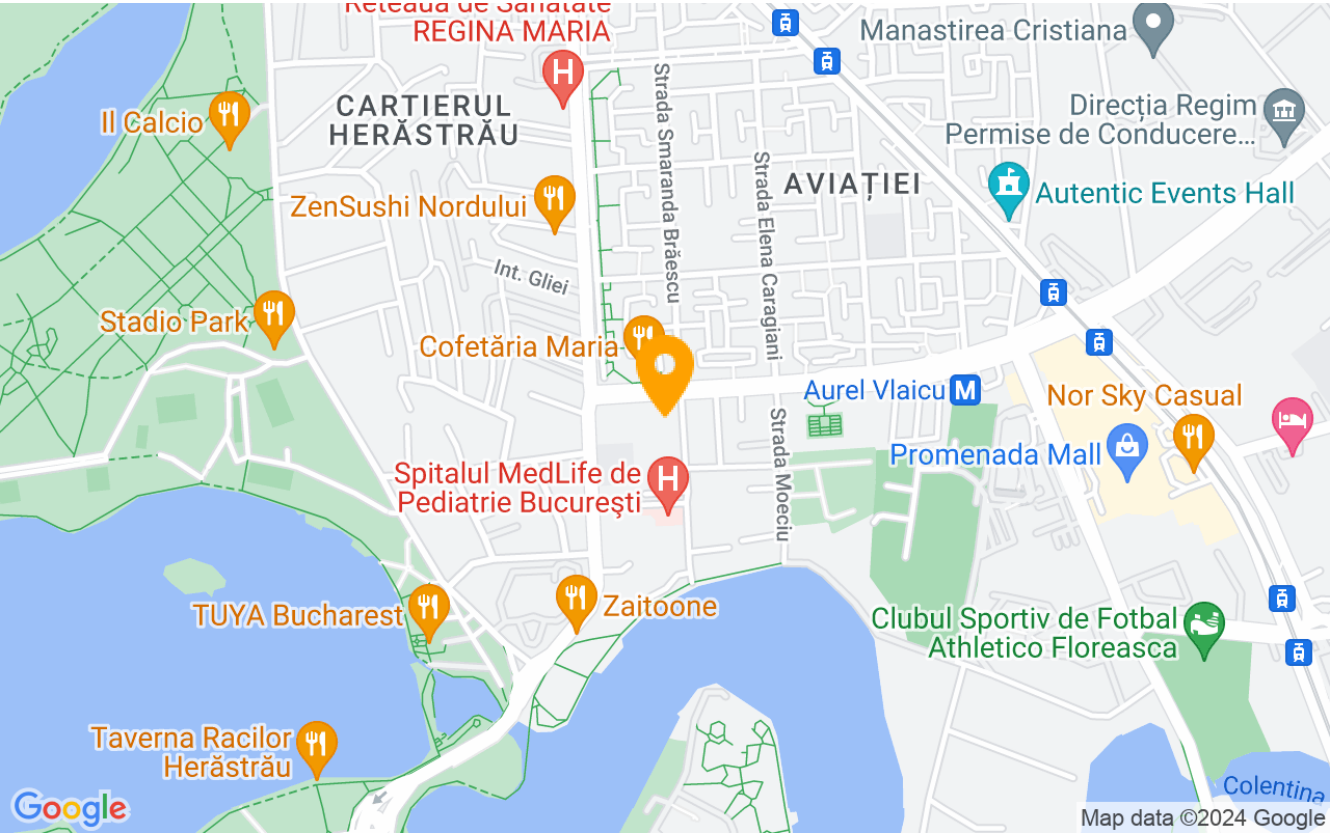 Rețeaua de Sănătate
REGINA MARIA
Manastirea Cristiana
CARTIERUL
HERĂSTRĂU
Il Calcio
Direcția Regim
Permise de Conducere...
Strada Smaranda Brăescu
Strada Elena Caragiani
AVIAȚIEI
Autentic Events Hall
ZenSushi Nordului
Int. Gliei
Stadio Park
Cofetăria Maria
Aurel Vlaicu
M
Nor Sky Casual
Promenada Mall
Strada Moeciu
Spitalul MedLife de
Pediatrie Bucureşti
H
H
TUYA Bucharest
Zaitoone
Clubul Sportiv de Fotbal
Athletico Floreasca
Taverna Racilor
Herăstrău
Colentina
Google
Map data ©2024 Google